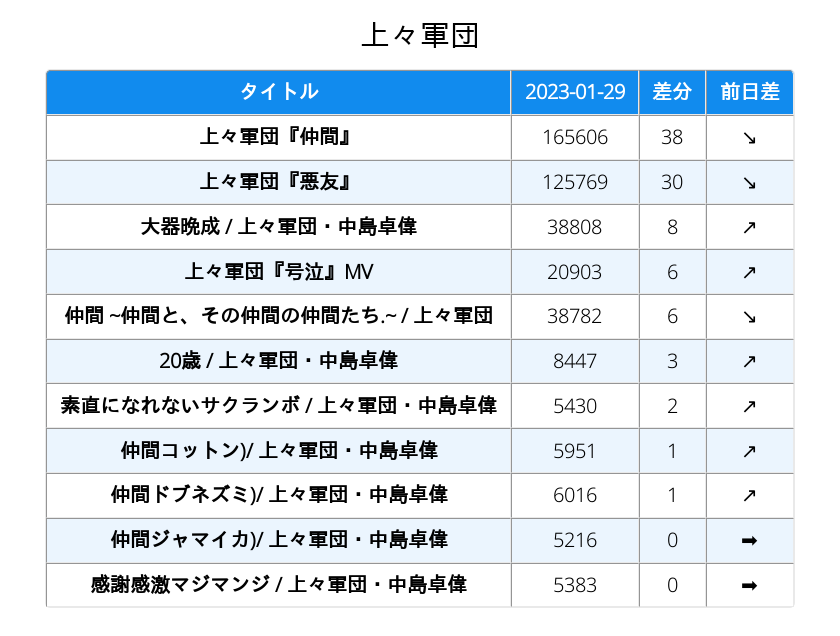 上々軍団
タイトル 2023-01-29 差分 前日差
上々軍団『仲間』 165606 38 ↘
上々軍団『悪友』 125769 30 ↘
大器晩成 / 上々軍団・中島卓偉 38808 8 ↗
上々軍団『号泣』MV 20903 6 ↗
仲間 ~仲間と、その仲間の仲間たち.~ / 上々軍団 38782 6 ↘
20歳 / 上々軍団・中島卓偉 8447 3 ↗
素直になれないサクランボ / 上々軍団・中島卓偉 5430 2 ↗
仲間コットン)/ 上々軍団・中島卓偉 5951 1 ↗
仲間ドブネズミ)/ 上々軍団・中島卓偉 6016 1 ↗
仲間ジャマイカ)/ 上々軍団・中島卓偉 5216 0 ➡
感謝感激マジマンジ / 上々軍団・中島卓偉 5383 0 ➡